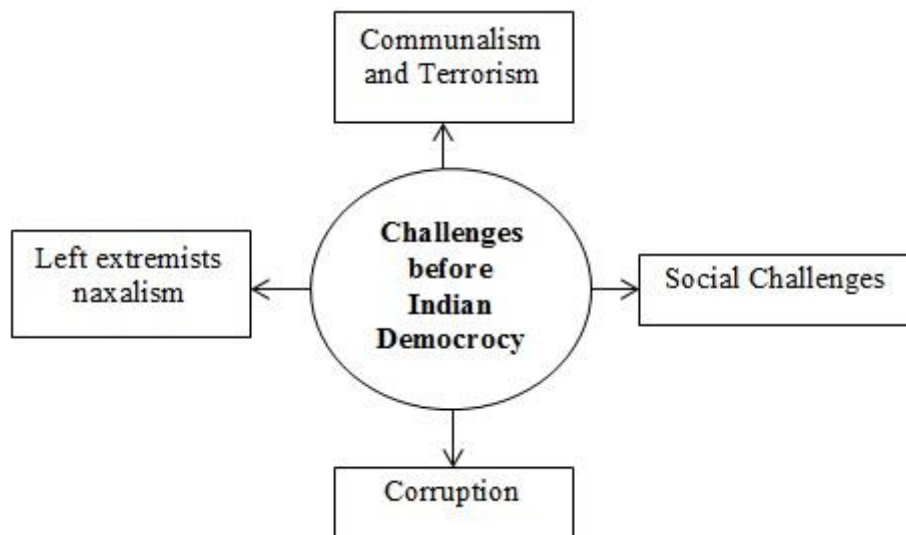 Communalism
and Terrorism
Left extremists
naxalism
Challenges
before
Indian
Democrocy
Social Challenges
Corruption